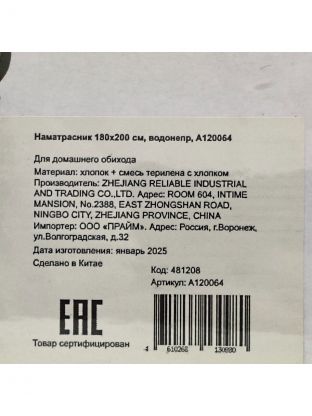 Наматрасник 180х200 см, водонепр, А120064
Для домашнего обихода
Материал: хлопок + смесь терилена с хлопком
Производитель: ZHEJIANG RELIABLE INDUSTRIAL
AND TRADING CO.,LTD. Адрес: ROOM 604, INTIME
MANSION, No.2388, EAST ZHONGSHAN ROAD,
NINGBO CITY, ZHEJIANG PROVINCE, CHINA
Импортер: ООО «ПРАЙМ». Адрес: Россия, г.Воронеж,
ул.Волгоградская, д.32
Дата изготовления: январь 2025
Сделано в Китае
Код: 481208
Артикул: А120064
EAC
Товар сертифицирован
4 610268 130980